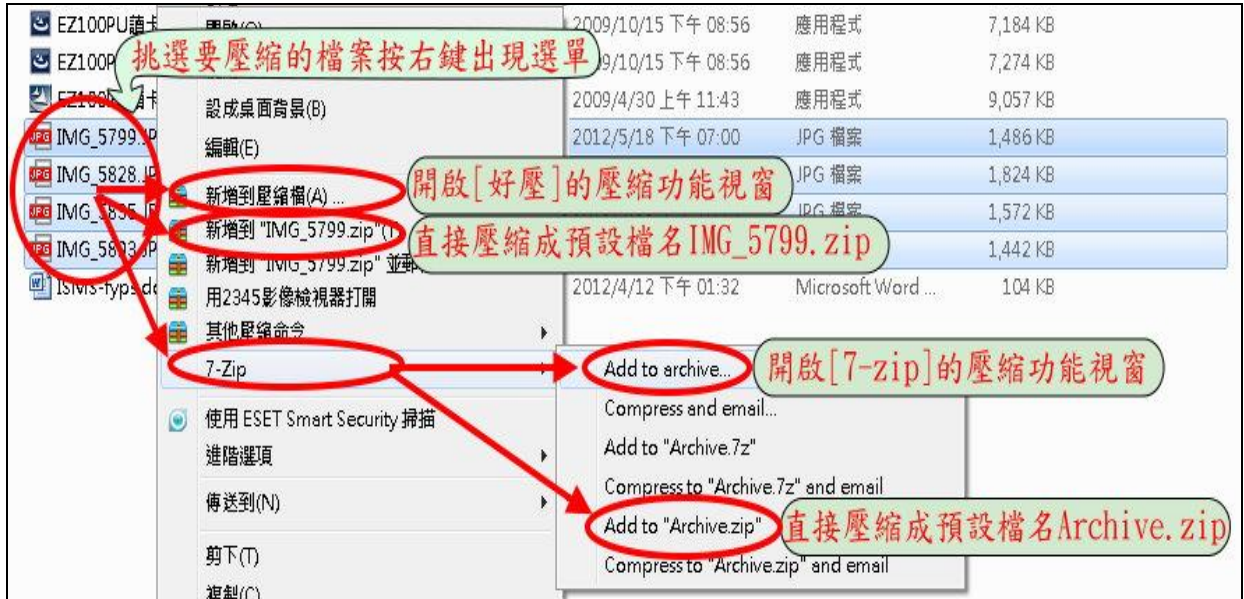 EZ100PU讀卡 2009/10/15 下午 08:56 應用程式 7,184 KB
挑選要壓縮的檔案按右鍵出現選單
EZ100P 9/10/15 下午 08:56 應用程式 7,274 KB
2009/4/30 上午 11:43 應用程式 9,057 KB
設成桌面背景(B)
IMG_5799.JP 2012/5/18 下午 07:00 JPG 檔案 1,486 KB
編輯(E)
IMG_5828.JP JPG 檔案 1,824 KB
新增到壓縮檔(A) ...
開啟[好壓]的壓縮功能視窗
JPG 檔案 1,572 KB
新增到 "IMG_5799.zip"(T
直接壓縮成預設檔名IMG_5799.zip
1,442 KB
新增到 "IMG_5799.zip" 並郵
2012/4/12 下午 01:32 Microsoft Word ... 104 KB
用2345影像檢視器打開
其他壓縮命令
7-Zip
Add to archive...
開啟[7-zip]的壓縮功能視窗
Compress and email...
使用 ESET Smart Security 掃描
Add to "Archive.7z"
進階選項
Compress to "Archive.7z" and email
傳送到(N)
Add to "Archive.zip"
直接壓縮成預設檔名Archive.zip
剪下(T)
Compress to "Archive.zip" and email
複製(C)